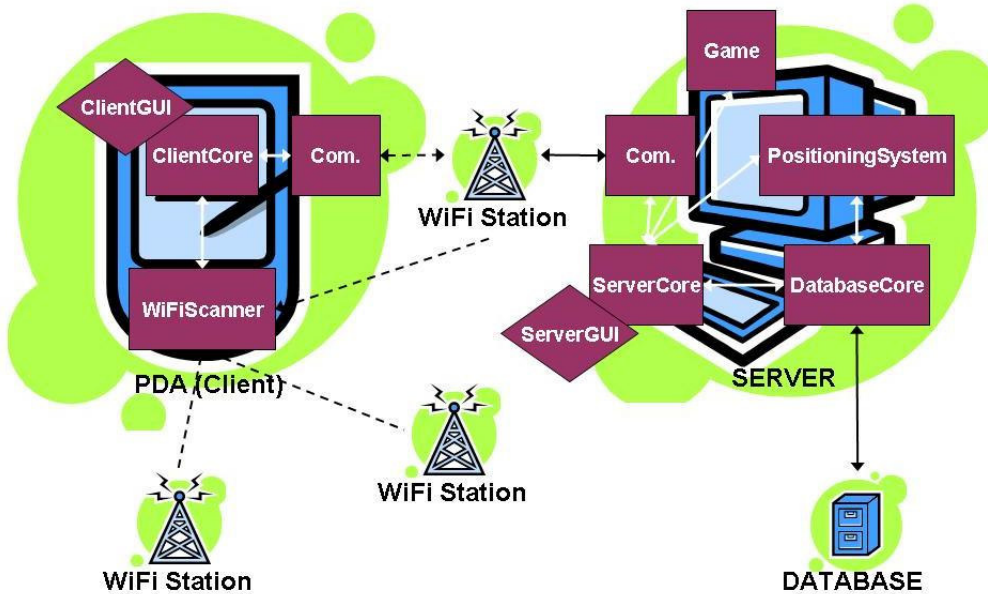 Game
ClientGUI
ClientCore
Com.
Com.
PositioningSystem
WiFi Station
WiFiScanner
ServerCore
DatabaseCore
ServerGUI
PDA (Client)
SERVER
WiFi Station
WiFi Station
DATABASE